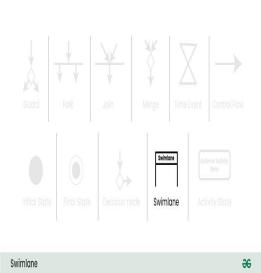 Guard Fork Join Merge Time Event Control Flow
Swimlane
Initial State Final State Decision node Swimlane Activity State
Swimlane